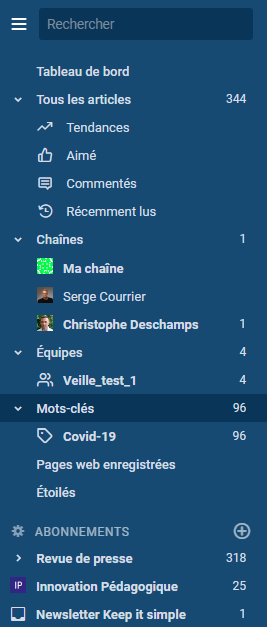 Rechercher
Tableau de bord
Tous les articles 344
Tendances
Aimé
Commentés
Récemment lus
Chaînes 1
Ma chaîne
Serge Courrier
Christophe Deschamps 1
Équipes 4
Veille_test_1 4
Mots-clés 96
Covid-19 96
Pages web enregistrées
Étoilés
ABONNEMENTS
Revue de presse 318
IP Innovation Pédagogique 25
Newsletter Keep it simple 1